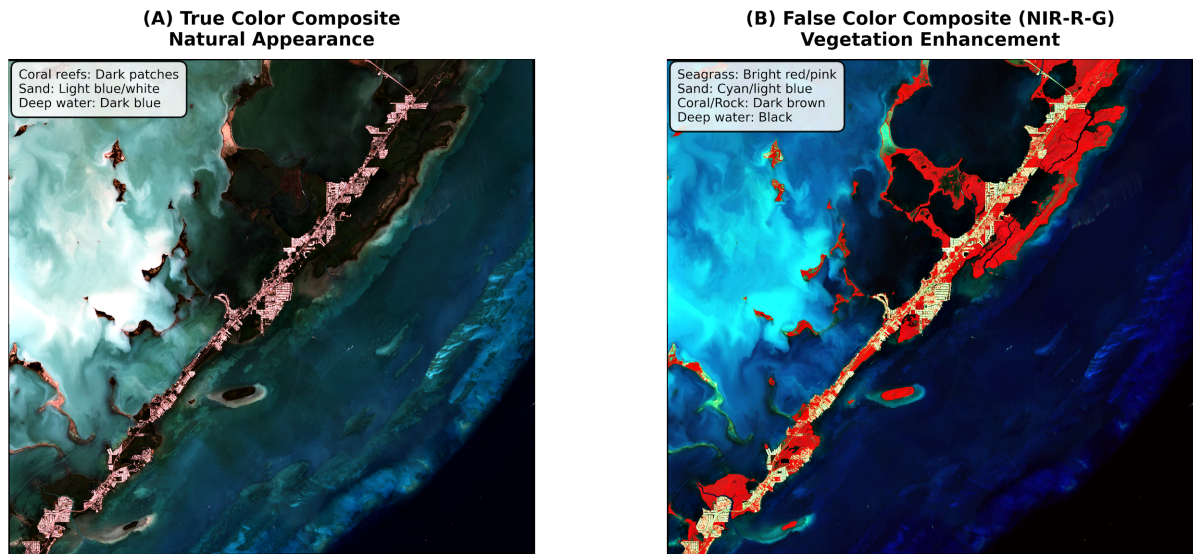 (A) True Color Composite
Natural Appearance
Coral reefs: Dark patches
Sand: Light blue/white
Deep water: Dark blue
(B) False Color Composite (NIR-R-G)
Vegetation Enhancement
Seagrass: Bright red/pink
Sand: Cyan/light blue
Coral/Rock: Dark brown
Deep water: Black